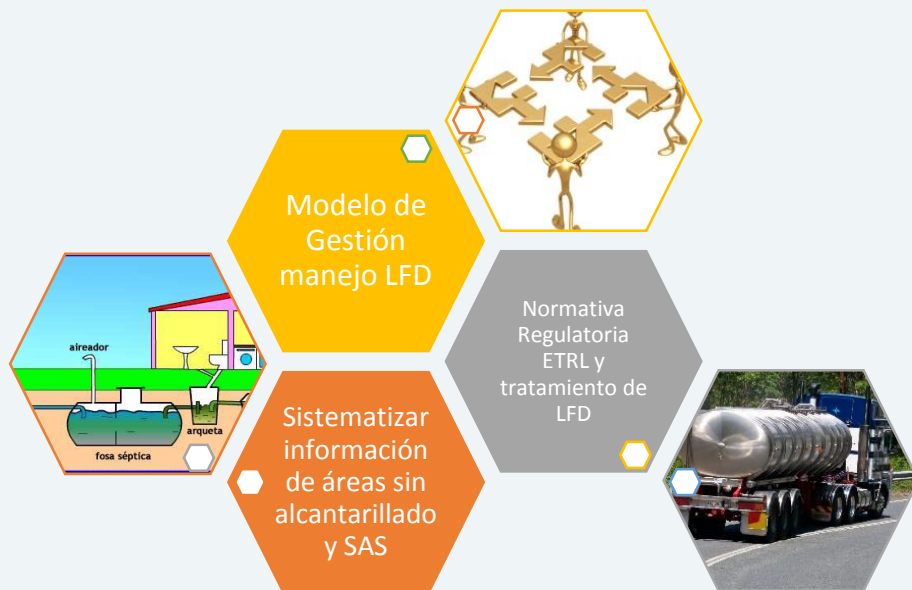 Modelo de
Gestión
manejo LFD
Normativa
Regulatoria
ETRL y
tratamiento de
LFD
aireador
arqueta
fosa séptica
Sistematizar
información
de áreas sin
alcantarillado
y SAS